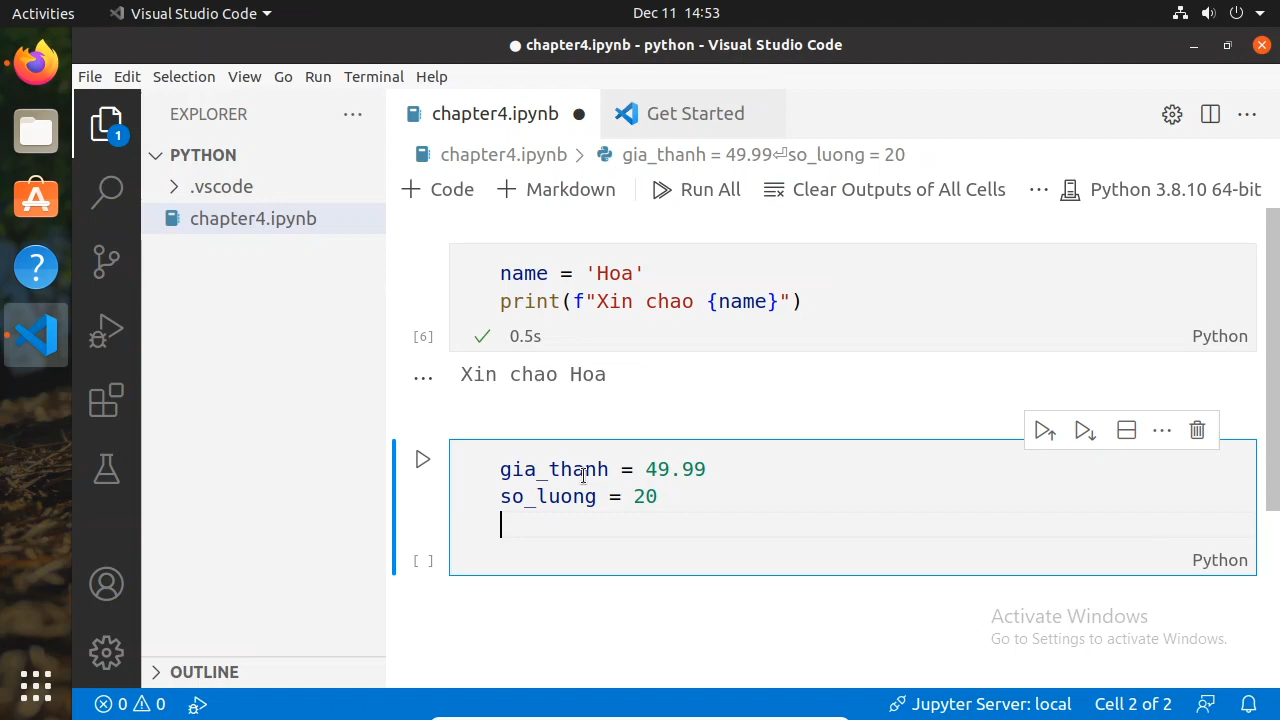 Activities Visual Studio Code Dec 11 14:53
chapter4.ipynb - python - Visual Studio Code
File Edit Selection View Go Run Terminal Help
EXPLORER
chapter4.ipynb Get Started
PYTHON
.vscode
chapter4.ipynb
OUTLINE
chapter4.ipynb > gia_thanh = 49.99⏎so_luong = 20
+ Code + Markdown Run All Clear Outputs of All Cells ... Python 3.8.10 64-bit
name = 'Hoa'
print(f"Xin chao {name}")
[6] ✓ 0.5s Python
... Xin chao Hoa
gia_thanh = 49.99
so_luong = 20
[ ] Python
Activate Windows
Go to Settings to activate Windows.
1
0 0 Jupyter Server: local Cell 2 of 2